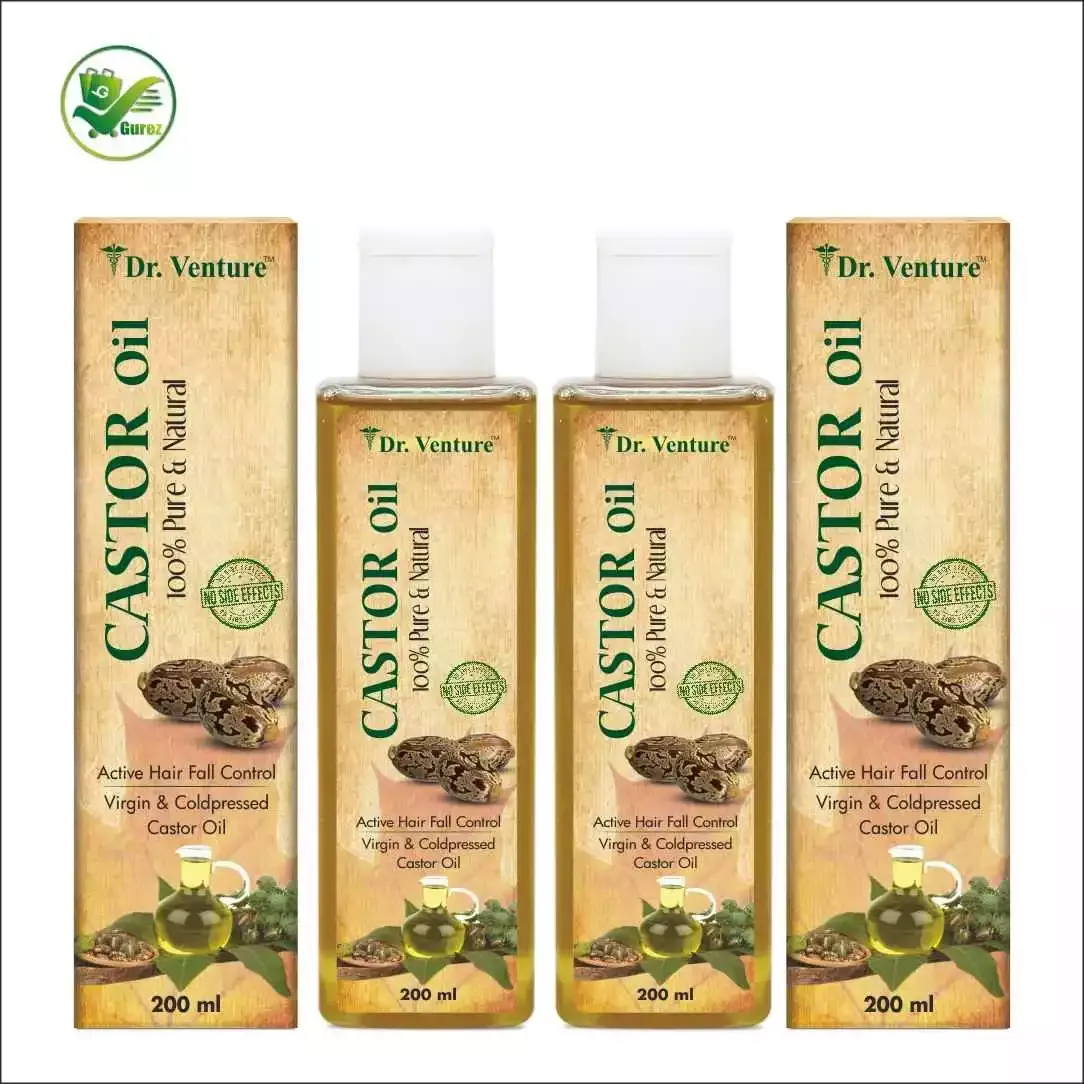 G
Gurez
Dr. Venture™
CASTOR Oil
100% Pure & Natural
NO SIDE EFFECTS
Active Hair Fall Control
Virgin & Coldpressed
Castor Oil
200 ml
Dr. Venture™
CASTOR Oil
100% Pure & Natural
NO SIDE EFFECTS
Active Hair Fall Control
Virgin & Coldpressed
Castor Oil
200 ml
Dr. Venture™
CASTOR Oil
100% Pure & Natural
NO SIDE EFFECTS
Active Hair Fall Control
Virgin & Coldpressed
Castor Oil
200 ml
Dr. Venture™
CASTOR Oil
100% Pure & Natural
NO SIDE EFFECTS
Active Hair Fall Control
Virgin & Coldpressed
Castor Oil
200 ml